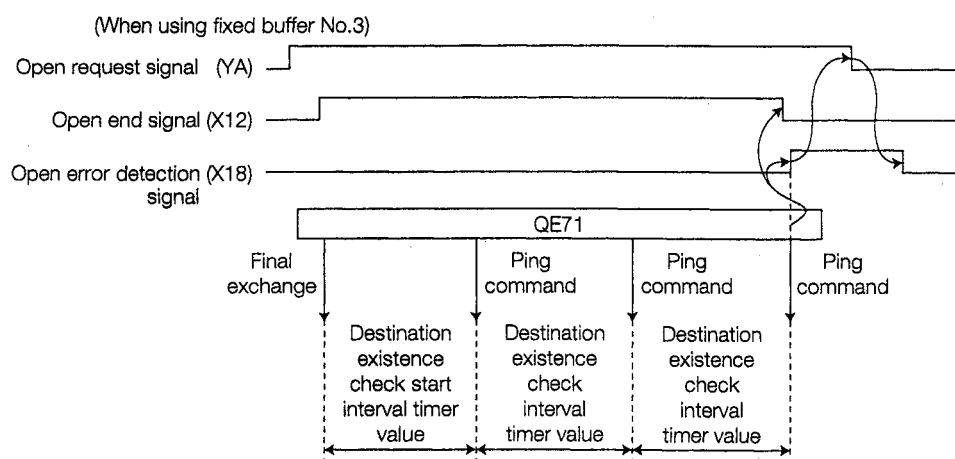 (When using fixed buffer No.3)
Open request signal (YA)
Open end signal (X12)
Open error detection (X18)
signal
QE71
Final
exchange
Ping
command
Ping
command
Ping
command
Destination
existence
check start
interval timer
value
Destination
existence
check
interval
timer value
Destination
existence
check
interval
timer value